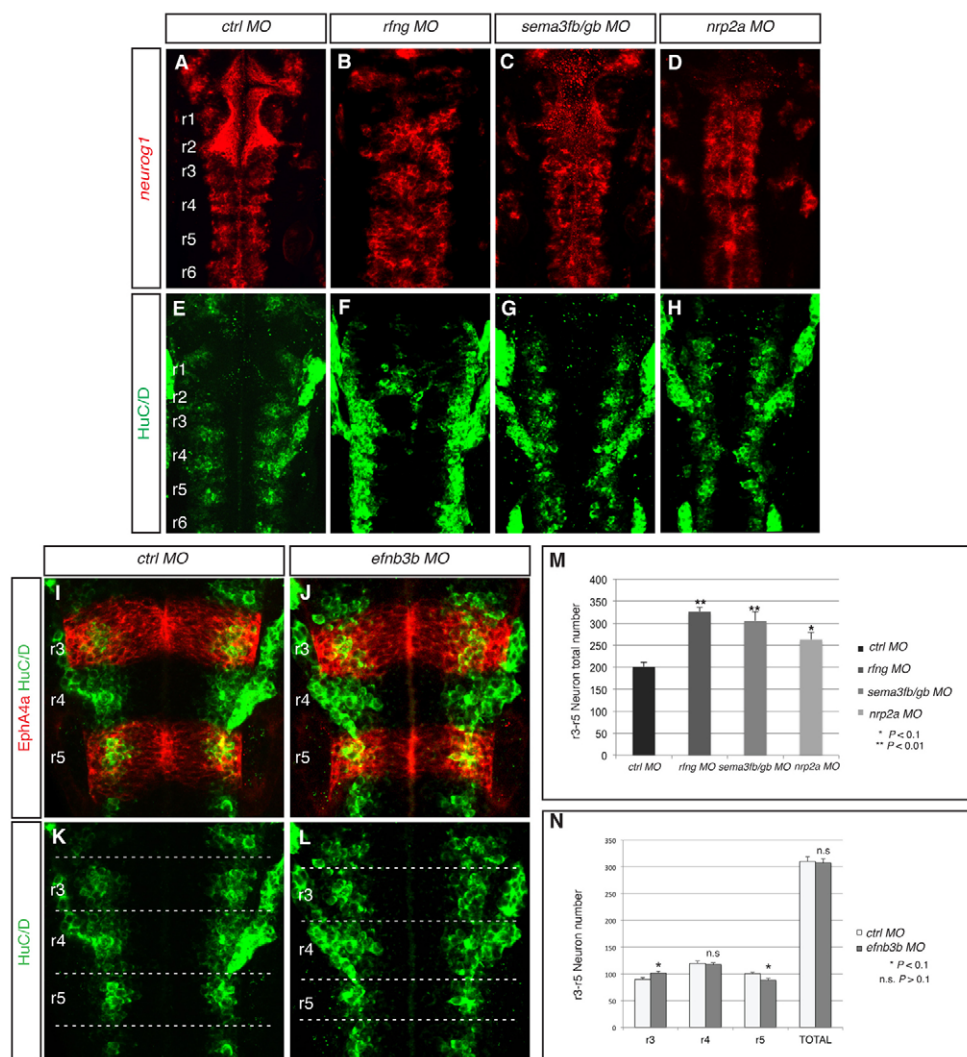 ctrl MO
rfng MO
sema3fb/gb MO
nrp2a MO
neurog1
A
B
C
D
r1
r2
r3
r4
r5
r6
HuC/D
E
F
G
H
r1
r2
r3
r4
r5
r6
ctrl MO
efnb3b MO
EphA4a HuC/D
I
J
r3
r4
r5
HuC/D
K
L
r3
r4
r5
r3
r4
r5
M
r3-r5 Neuron total number
400
350
300
250
200
150
100
50
0
**
**
*
ctrl MO
rfng MO
sema3fb/gb MO
nrp2a MO
ctrl MO
rfng MO
sema3fb/gb MO
nrp2a MO
* P < 0.1
** P < 0.01
N
r3-r5 Neuron number
350
300
250
200
150
100
50
0
*
n.s
*
n.s
r3
r4
r5
TOTAL
ctrl MO
efnb3b MO
* P < 0.1
n.s. P > 0.1